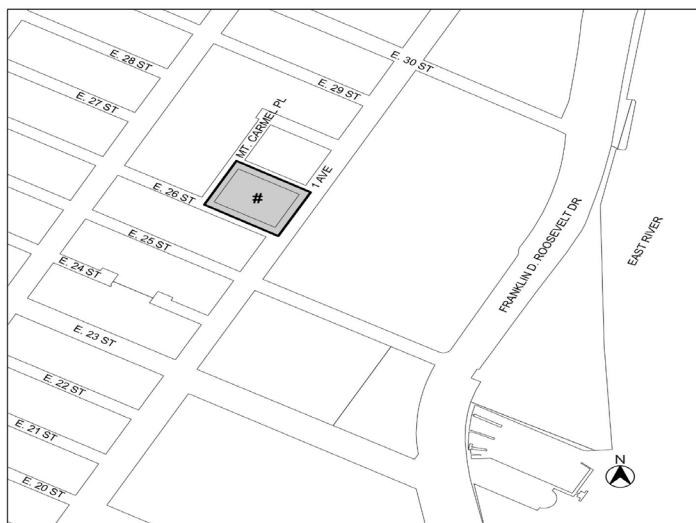 E. 30 ST
E. 29 ST
E. 28 ST
E. 27 ST
MT. CARMEL PL
1 AVE
E. 26 ST
#
E. 25 ST
E. 24 ST
E. 23 ST
E. 22 ST
E. 21 ST
E. 20 ST
FRANKLIN D. ROOSEVELT DR
EAST RIVER
N